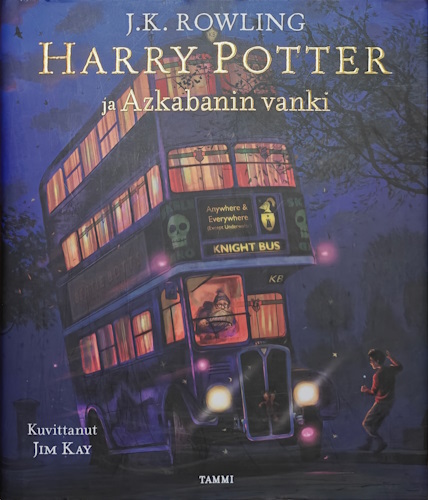 J.K. ROWLING
HARRY POTTER
ja Azkabanin vanki
Anywhere &
Everywhere
KNIGHT BUS
KB
Kuvittanut
JIM KAY
TAMMI